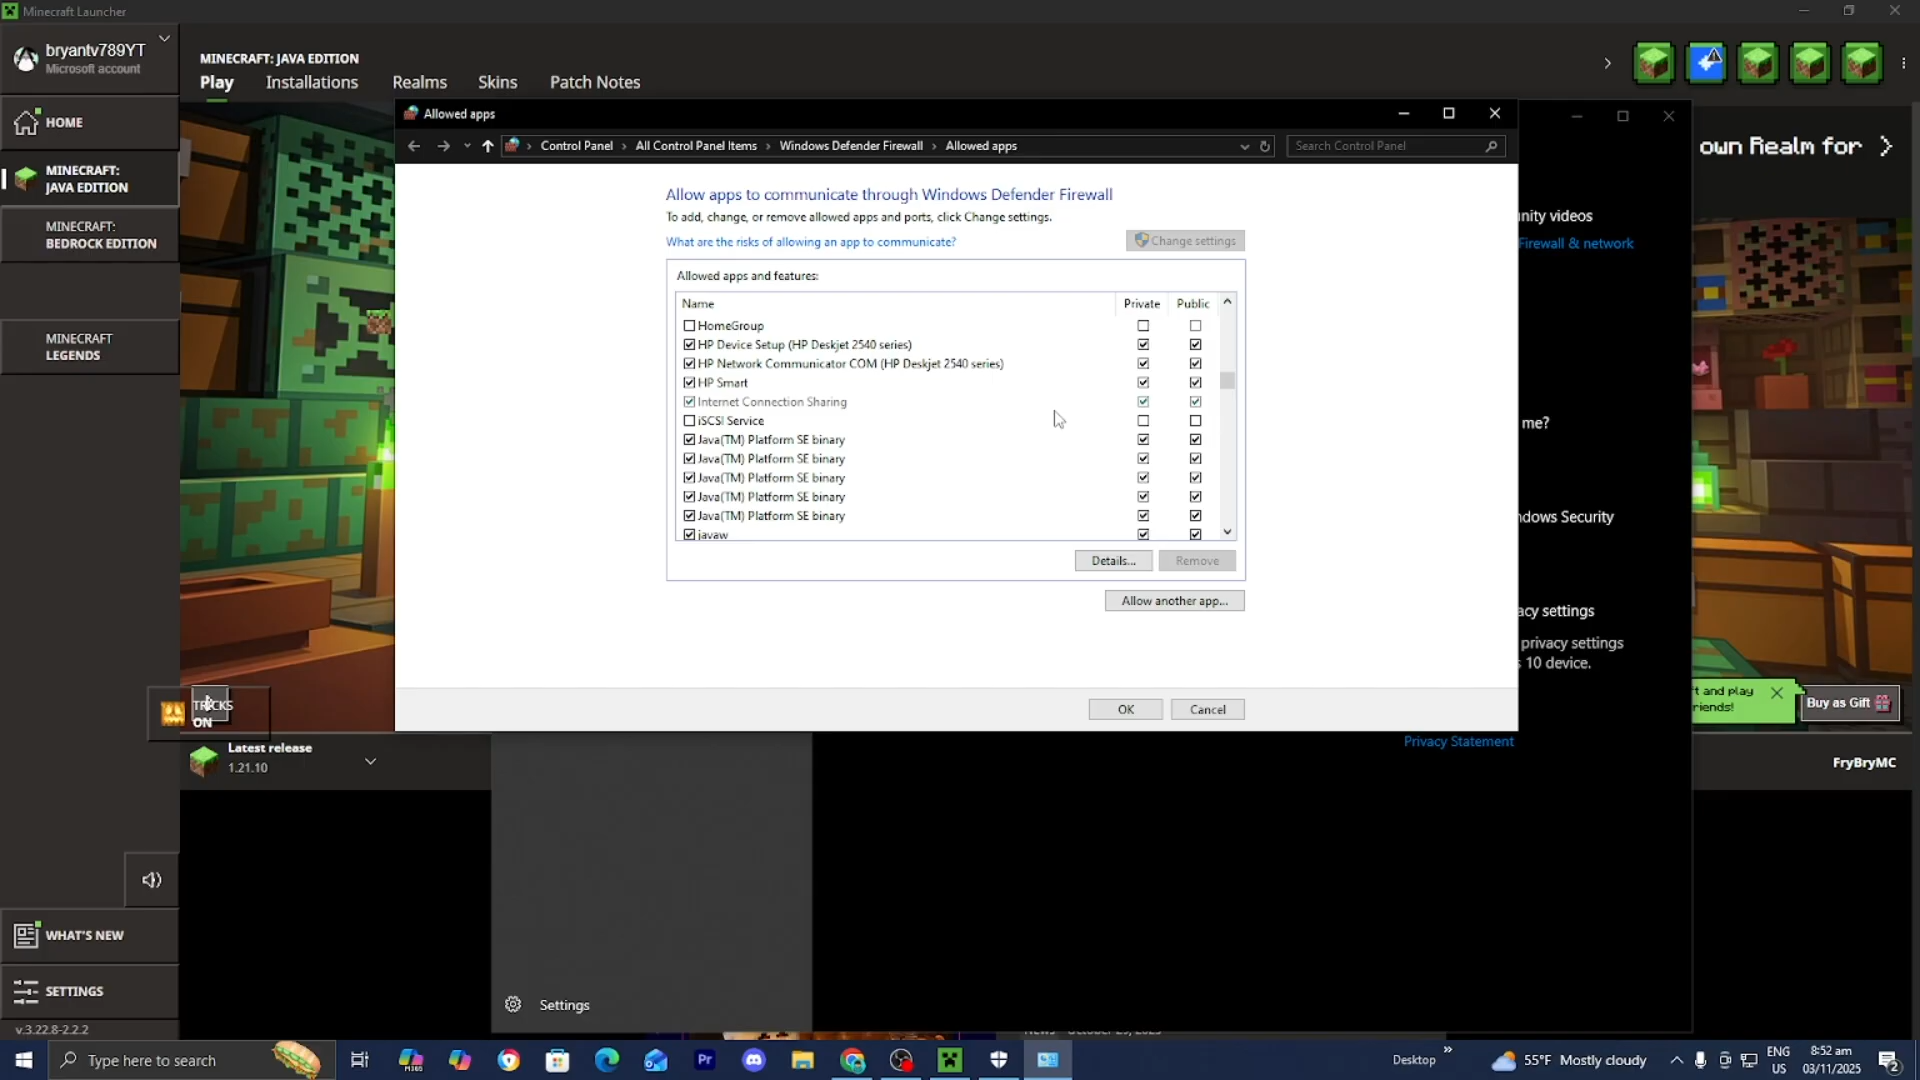 Minecraft Launcher
bryantv789YT
Microsoft account
MINECRAFT: JAVA EDITION
Play
Installations
Realms
Skins
Patch Notes
HOME
MINECRAFT:
JAVA EDITION
MINECRAFT:
BEDROCK EDITION
MINECRAFT
LEGENDS
Allowed apps
Control Panel
All Control Panel Items
Windows Defender Firewall
Allowed apps
Search Control Panel
Allow apps to communicate through Windows Defender Firewall
To add, change, or remove allowed apps and ports, click Change settings.
What are the risks of allowing an app to communicate?
Change settings
Allowed apps and features:
Name
Private
Public
HomeGroup
HP Device Setup (HP Deskjet 2540 series)
HP Network Communicator COM (HP Deskjet 2540 series)
HP Smart
Internet Connection Sharing
iSCSI Service
Java(TM) Platform SE binary
Java(TM) Platform SE binary
Java(TM) Platform SE binary
Java(TM) Platform SE binary
Java(TM) Platform SE binary
javaw
Details...
Remove
Allow another app...
OK
Cancel
own Realm for
nity videos
Firewall & network
me?
ndows Security
acy settings
privacy settings
10 device.
Privacy Statement
t and play
riends!
Buy as Gift
TRICKS
ON
Latest release
1.21.10
FryBryMC
WHAT'S NEW
SETTINGS
v.3.22.8-2.2.2
Settings
Type here to search
Desktop
55°F Mostly cloudy
ENG
US
8:52 am
03/11/2025
2